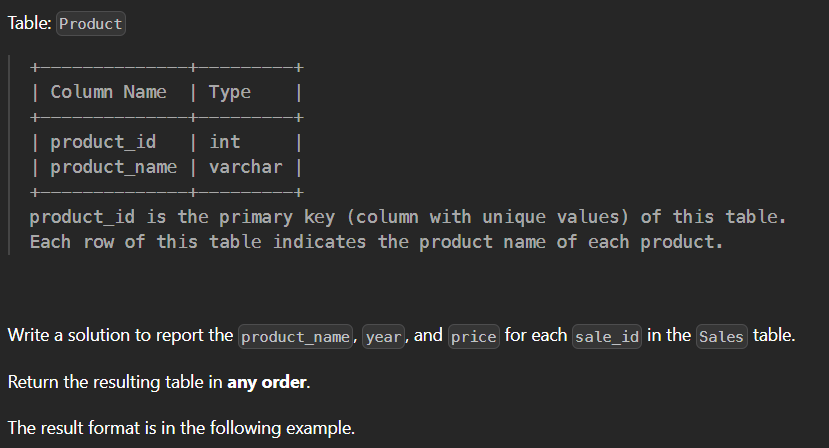 Table: Product
+--------------+---------+
| Column Name  | Type    |
+--------------+---------+
| product_id   | int     |
| product_name | varchar |
+--------------+---------+
product_id is the primary key (column with unique values) of this table.
Each row of this table indicates the product name of each product.
Write a solution to report the product_name, year, and price for each sale_id in the Sales table.
Return the resulting table in any order.
The result format is in the following example.